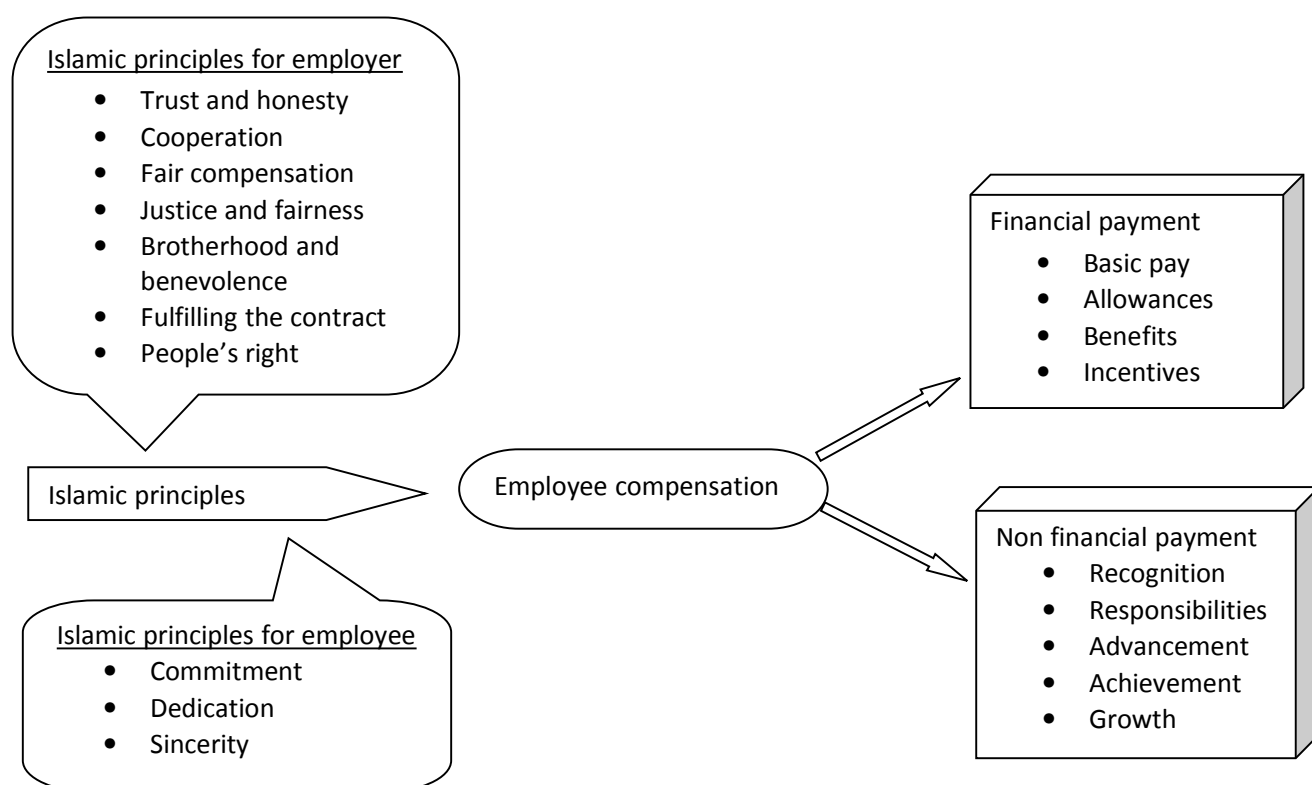 Islamic principles for employer
• Trust and honesty
• Cooperation
• Fair compensation
• Justice and fairness
• Brotherhood and
benevolence
• Fulfilling the contract
• People’s right
Islamic principles
Islamic principles for employee
• Commitment
• Dedication
• Sincerity
Employee compensation
Financial payment
• Basic pay
• Allowances
• Benefits
• Incentives
Non financial payment
• Recognition
• Responsibilities
• Advancement
• Achievement
• Growth